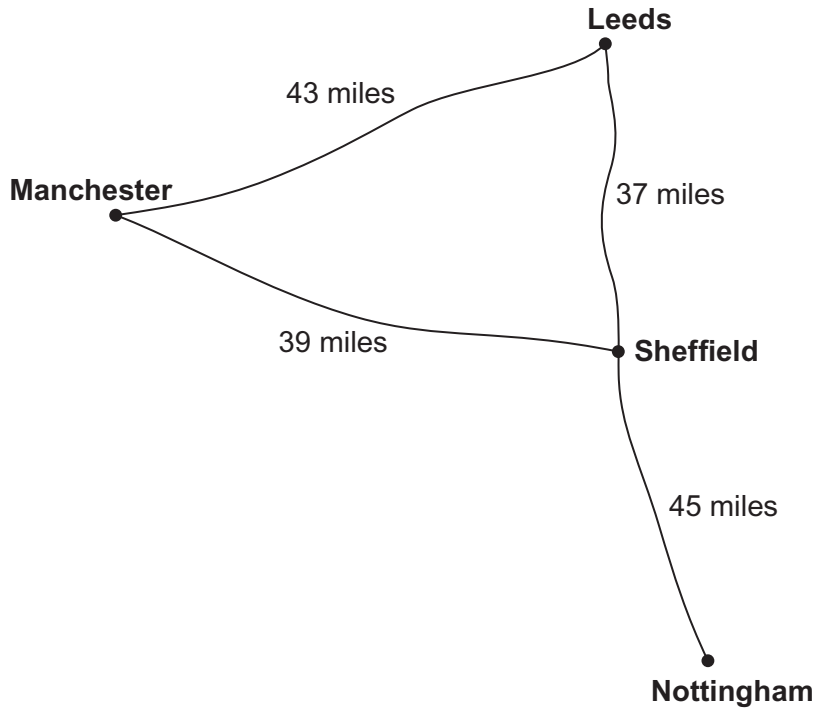 Leeds
43 miles
Manchester
37 miles
39 miles
Sheffield
45 miles
Nottingham